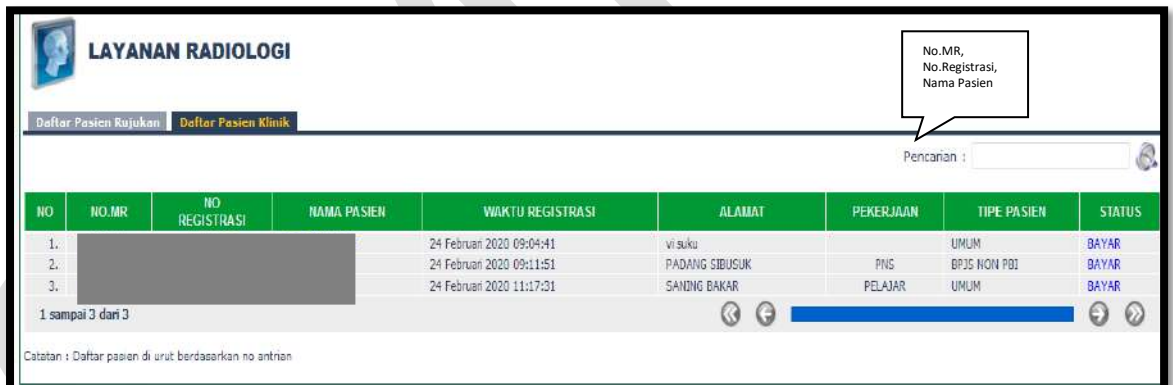 LAYANAN RADIOLOGI
No.MR,
No.Registrasi,
Nama Pasien
Daftar Pasien Rujukan Daftar Pasien Klinik
Pencarian :
NO NO.MR NO REGISTRASI NAMA PASIEN WAKTU REGISTRASI ALAMAT PEKERJAAN TIPE PASIEN STATUS
1. 24 Februari 2020 09:04:41 vi suku UMUM BAYAR
2. 24 Februari 2020 09:11:51 PADANG SIBUSUK PNS BPJS NON PBI BAYAR
3. 24 Februari 2020 11:17:31 SANING BAKAR PELAJAR UMUM BAYAR
1 sampai 3 dari 3
Catatan : Daftar pasien di urut berdasarkan no antrian